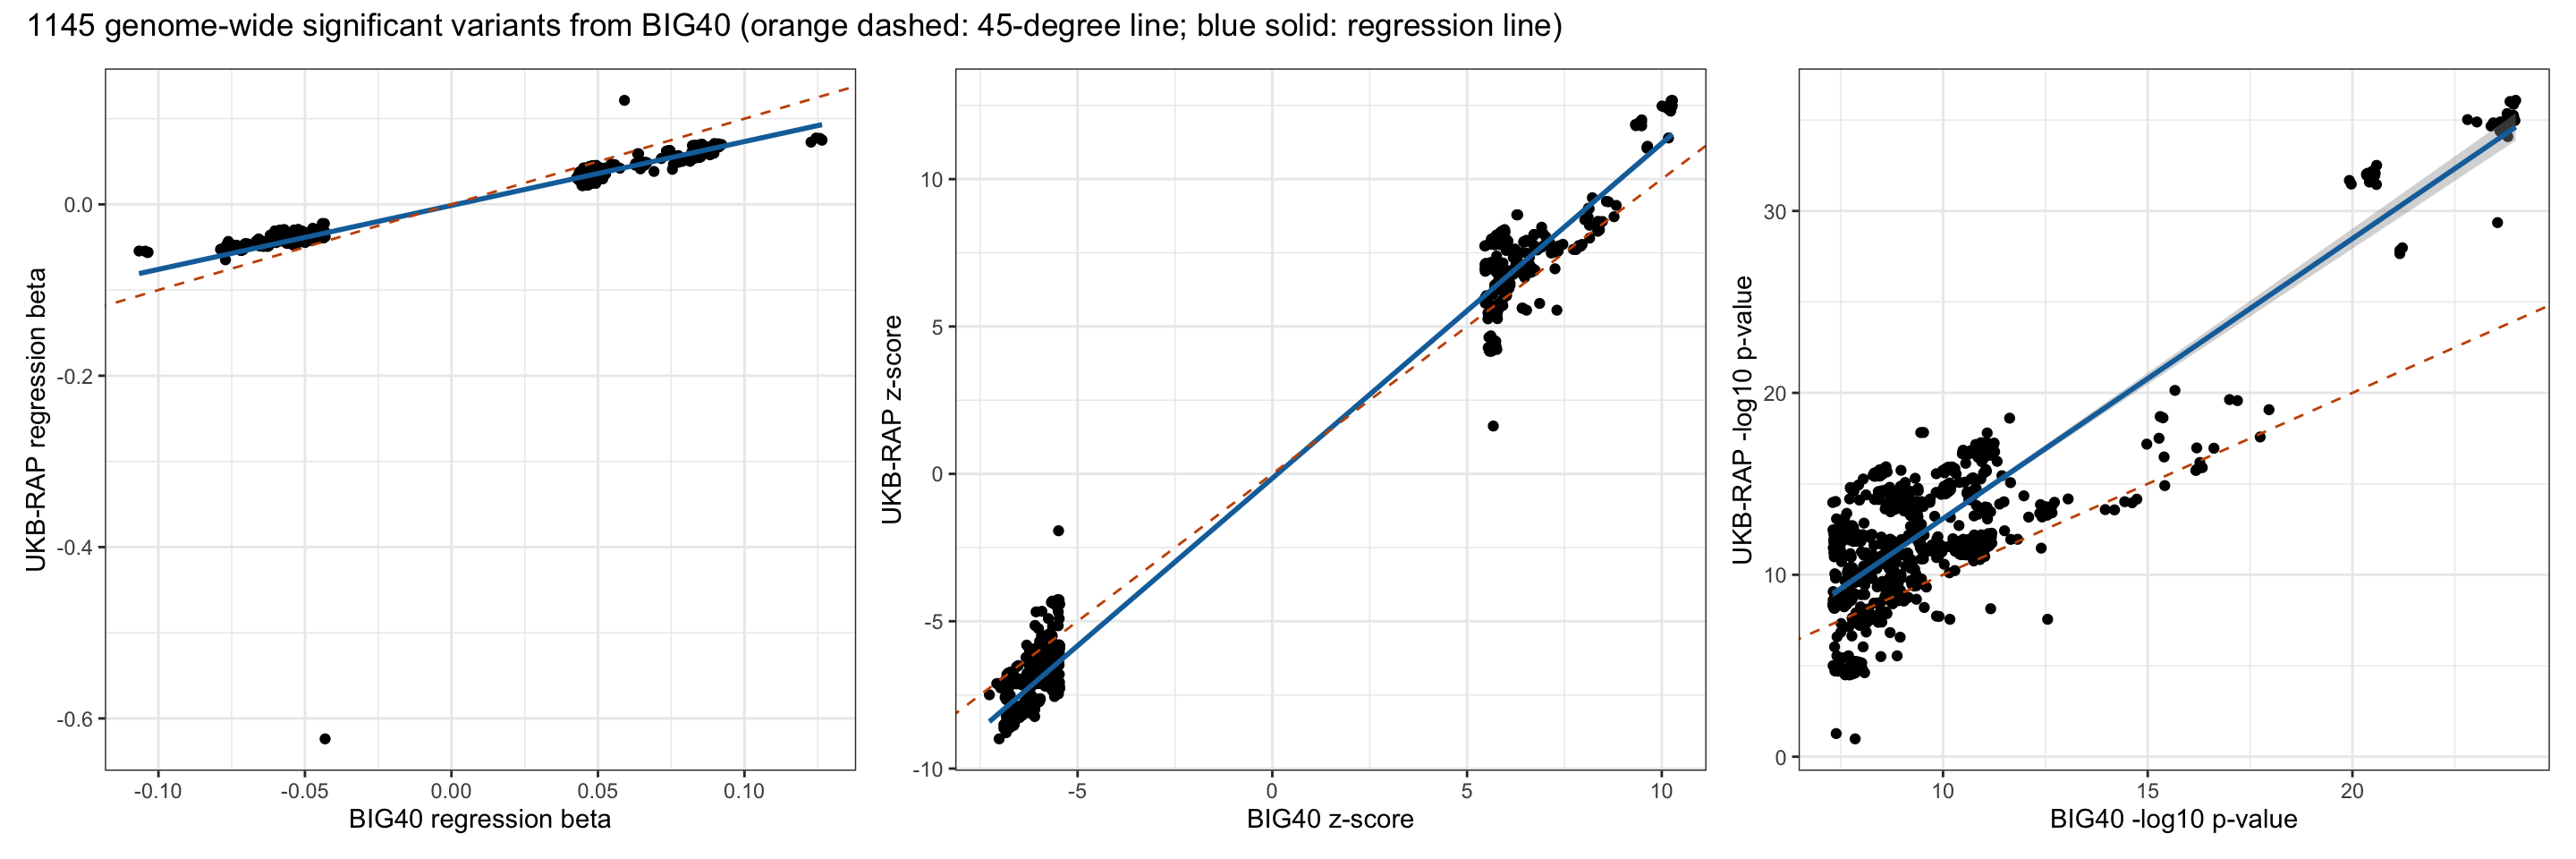 1145 genome-wide significant variants from BIG40 (orange dashed: 45-degree line; blue solid: regression line)
UKB-RAP regression beta
0.0
-0.2
-0.4
-0.6
-0.10 -0.05 0.00 0.05 0.10
BIG40 regression beta
UKB-RAP z-score
10
5
0
-5
-10
-5 0 5 10
BIG40 z-score
UKB-RAP -log10 p-value
30
20
10
0
10 15 20
BIG40 -log10 p-value